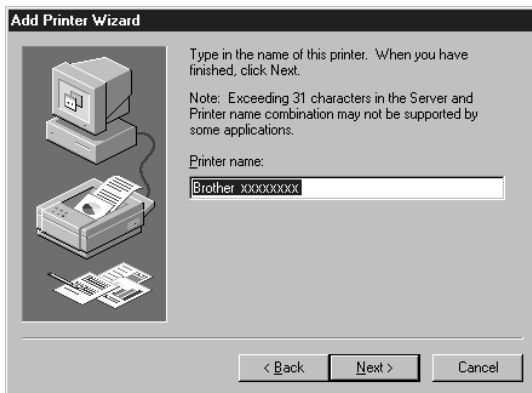 Add Printer Wizard
Type in the name of this printer. When you have
finished, click Next.
Note: Exceeding 31 characters in the Server and
Printer name combination may not be supported by
some applications.
Printer name:
Brother xxxxxxxx
< Back
Next >
Cancel